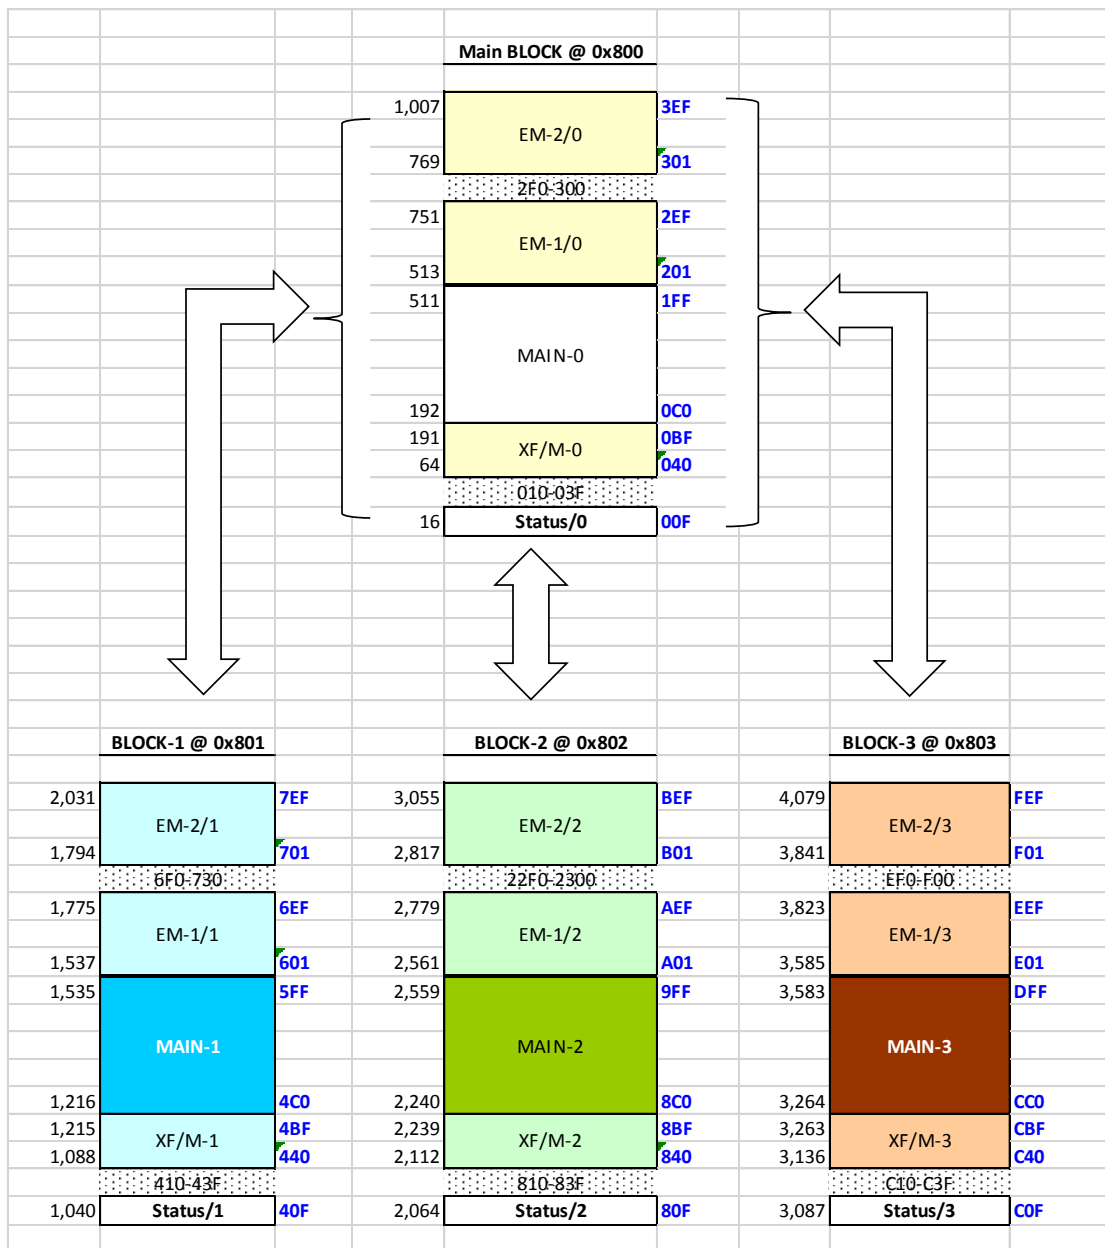 Main BLOCK @ 0x800
1,007 3EF
EM-2/0
769 301
2F0-300
751 2EF
EM-1/0
513 201
511 1FF
MAIN-0
192 0C0
191 0BF
XF/M-0
64 040
010-03F
16 Status/0 00F
BLOCK-1 @ 0x801 BLOCK-2 @ 0x802 BLOCK-3 @ 0x803
2,031 7EF 3,055 BEF 4,079 FEF
EM-2/1 EM-2/2 EM-2/3
1,794 701 2,817 B01 3,841 F01
6F0-730 22F0-2300 EF0-F00
1,775 6EF 2,779 AEF 3,823 EEF
EM-1/1 EM-1/2 EM-1/3
1,537 601 2,561 A01 3,585 E01
1,535 5FF 2,559 9FF 3,583 DFF
MAIN-1 MAIN-2 MAIN-3
1,216 4C0 2,240 8C0 3,264 CC0
1,215 4BF 2,239 8BF 3,263 CBF
XF/M-1 XF/M-2 XF/M-3
1,088 440 2,112 840 3,136 C40
410-43F 810-83F C10-C3F
1,040 Status/1 40F 2,064 Status/2 80F 3,087 Status/3 C0F